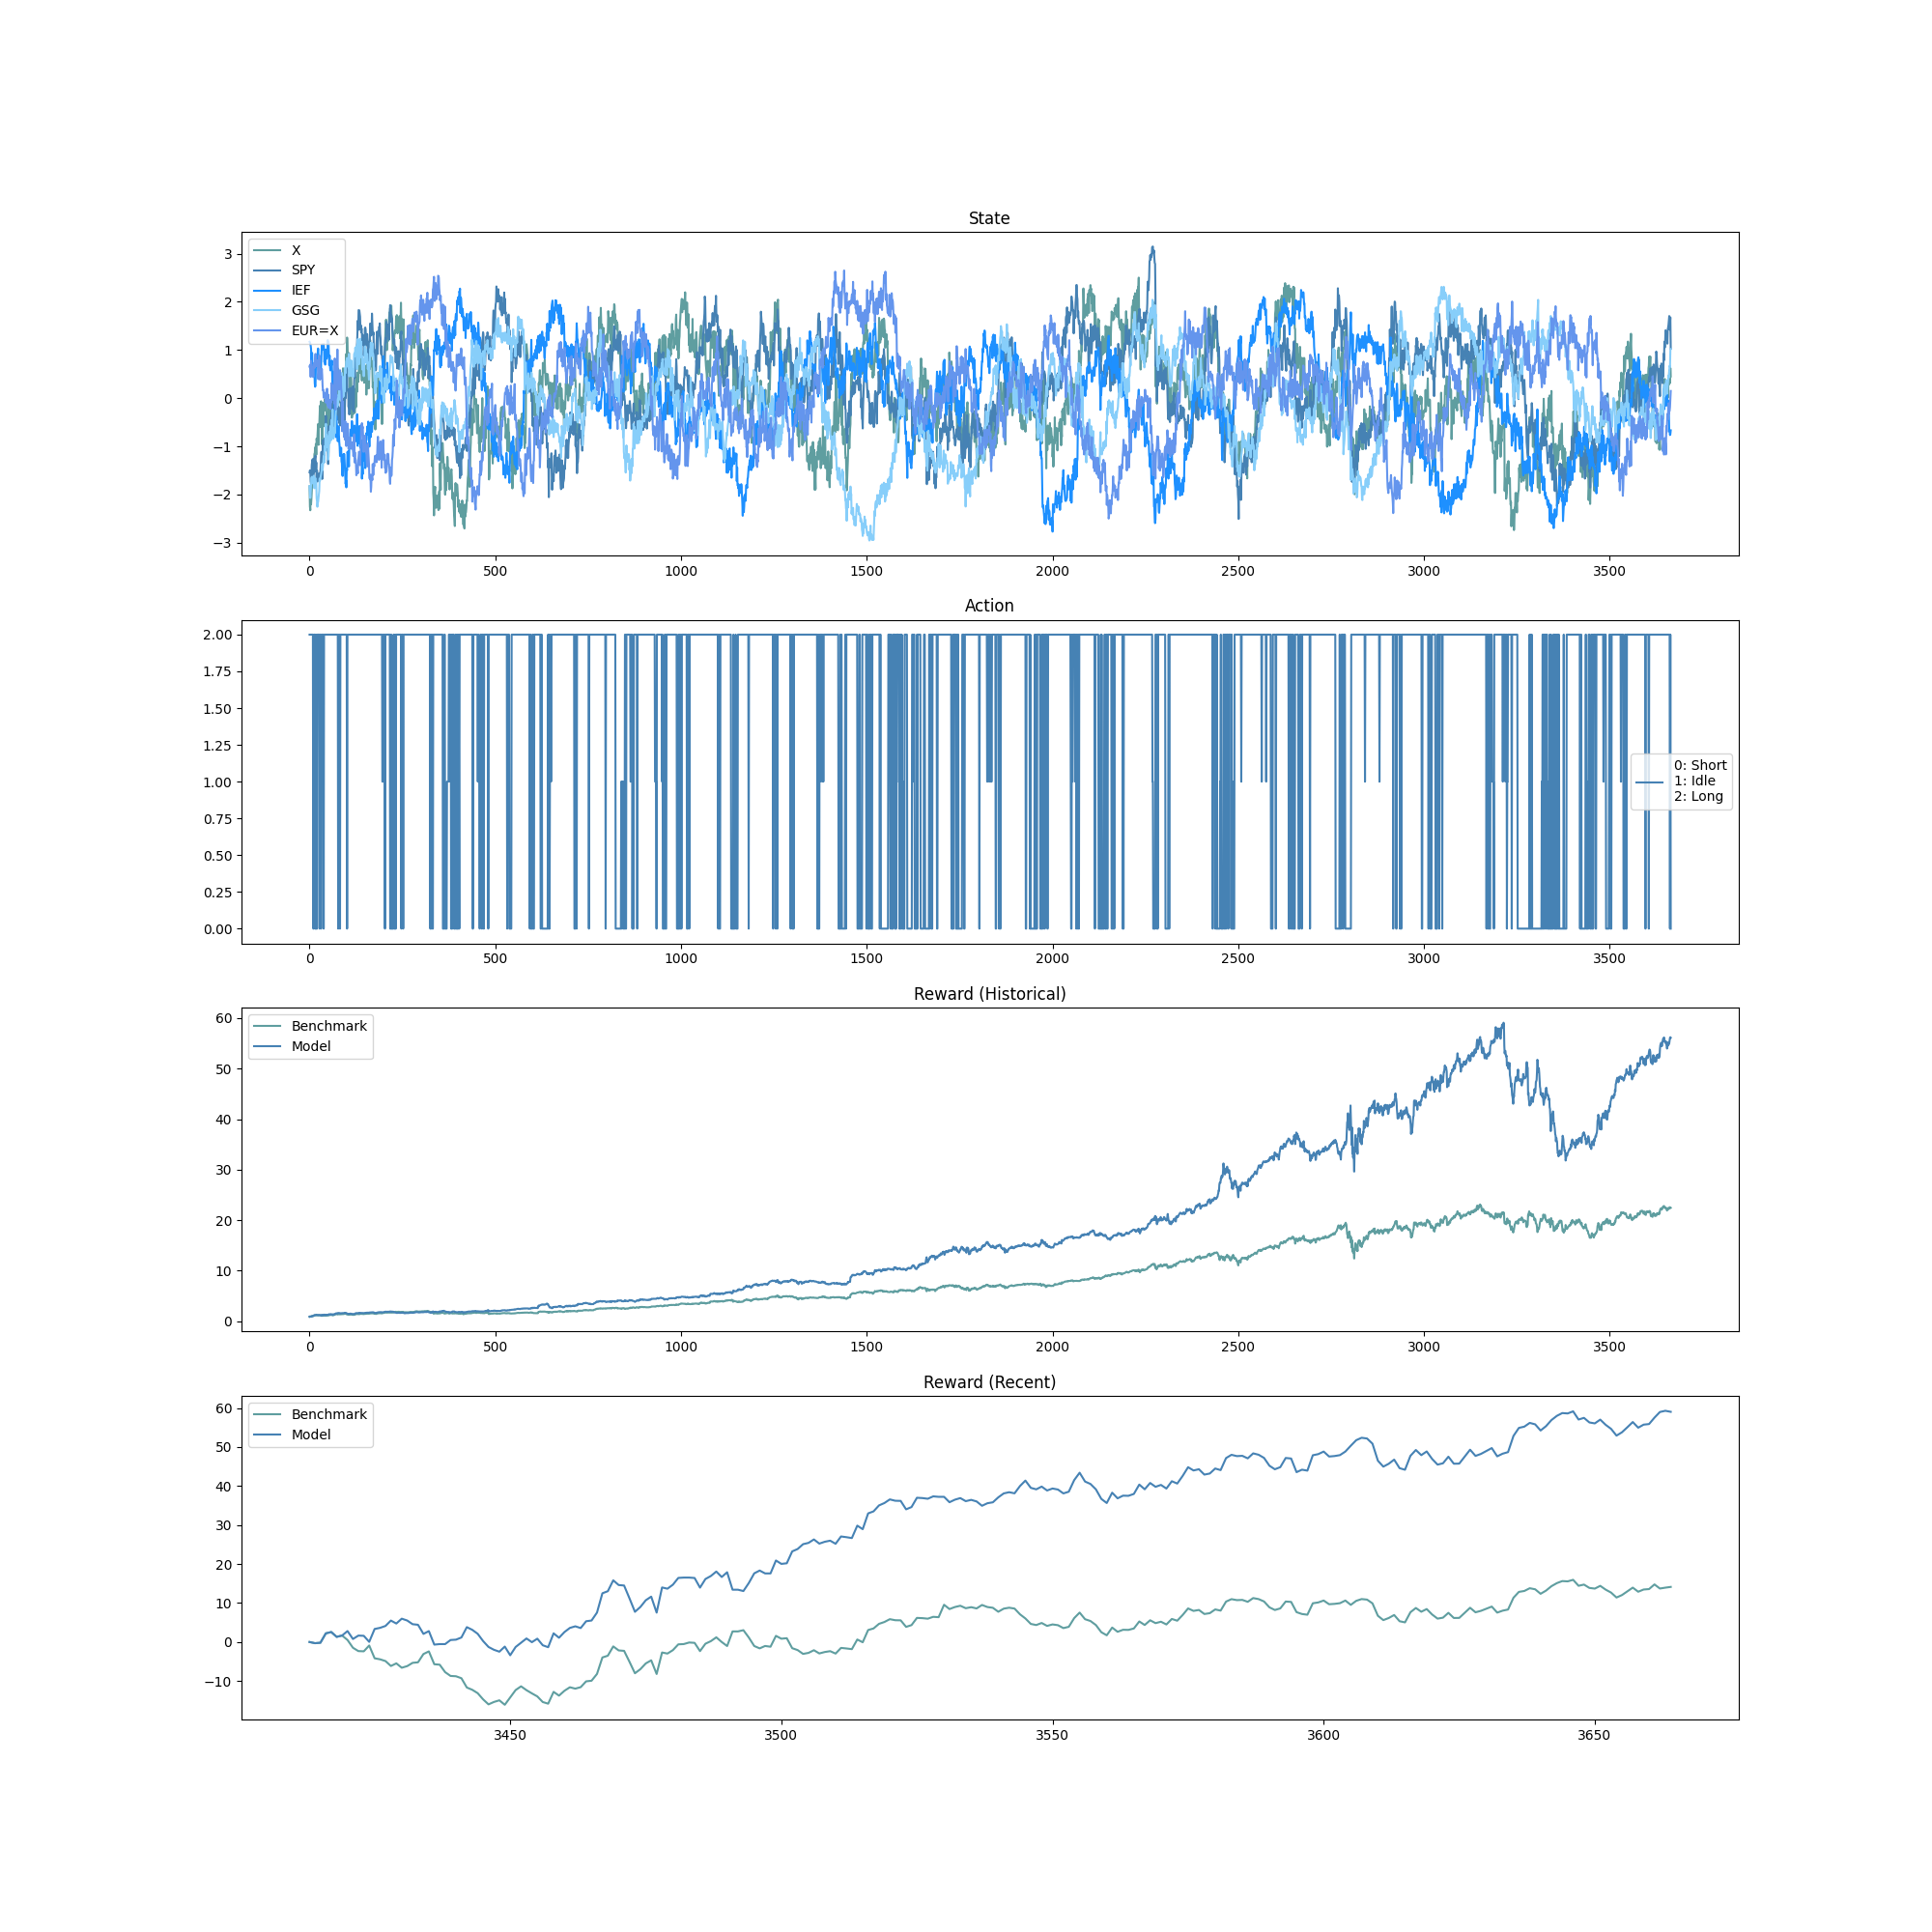 State
X
SPY
IEF
GSG
EUR=X
3
2
1
0
−1
−2
−3
0 500 1000 1500 2000 2500 3000 3500
Action
2.00
1.75
1.50
1.25
1.00
0.75
0.50
0.25
0.00
0: Short
1: Idle
2: Long
0 500 1000 1500 2000 2500 3000 3500
Reward (Historical)
Benchmark
Model
60
50
40
30
20
10
0
0 500 1000 1500 2000 2500 3000 3500
Reward (Recent)
Benchmark
Model
60
50
40
30
20
10
0
−10
3450 3500 3550 3600 3650